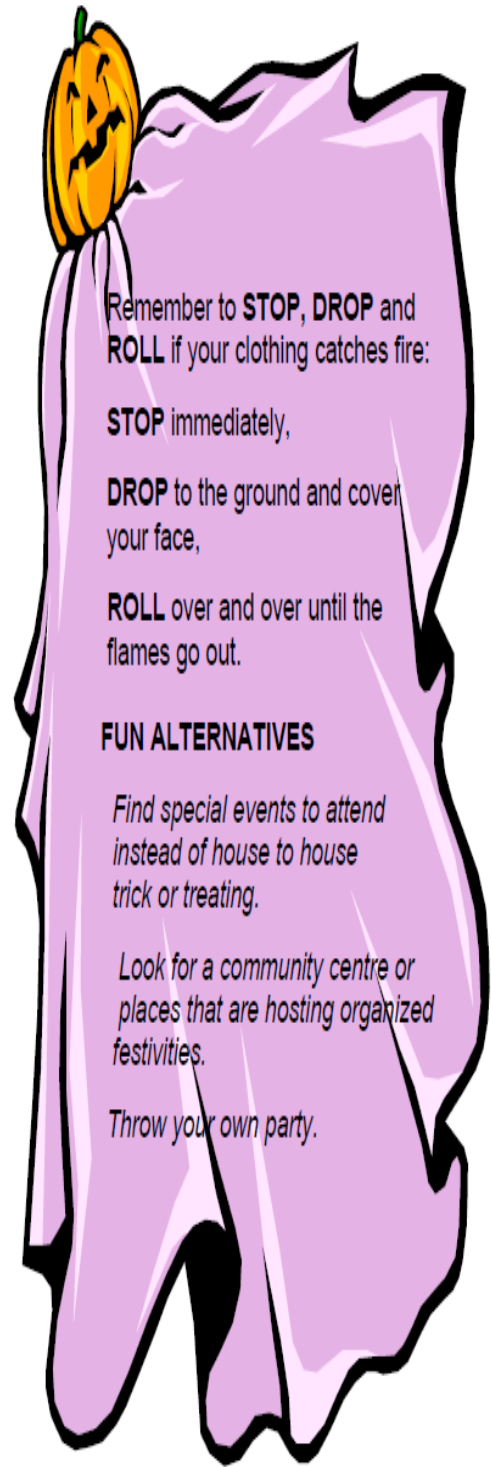 Remember to STOP, DROP and
ROLL if your clothing catches fire:
STOP immediately,
DROP to the ground and cover
your face,
ROLL over and over until the
flames go out.
FUN ALTERNATIVES
Find special events to attend
instead of house to house
trick or treating.
Look for a community centre or
places that are hosting organized
festivities.
Throw your own party.